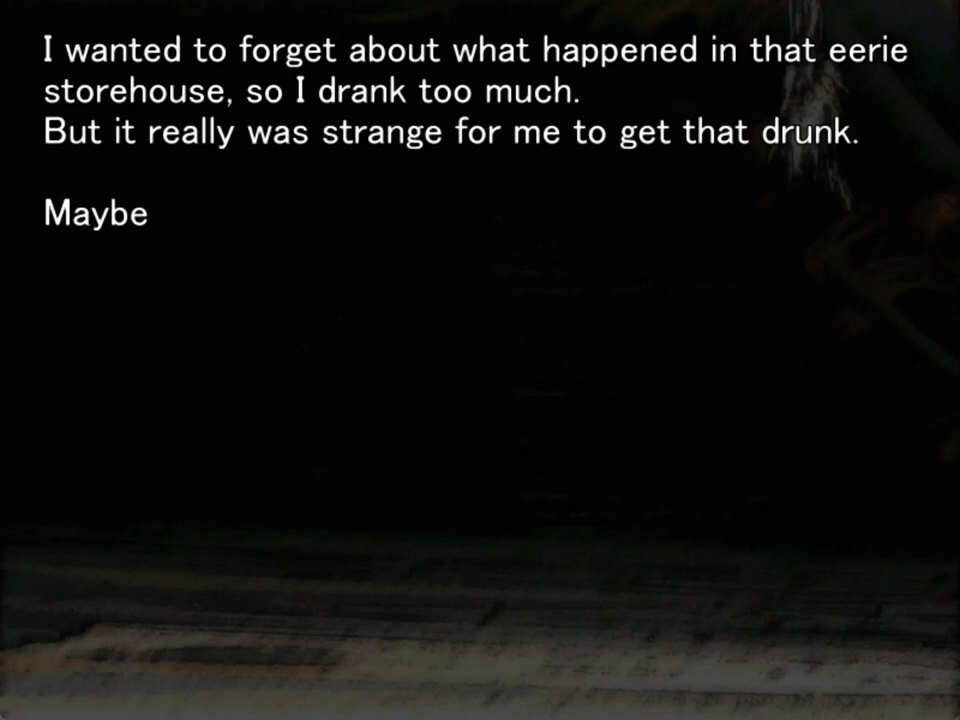 I wanted to forget about what happened in that eerie
storehouse, so I drank too much.
But it really was strange for me to get that drunk.
Maybe